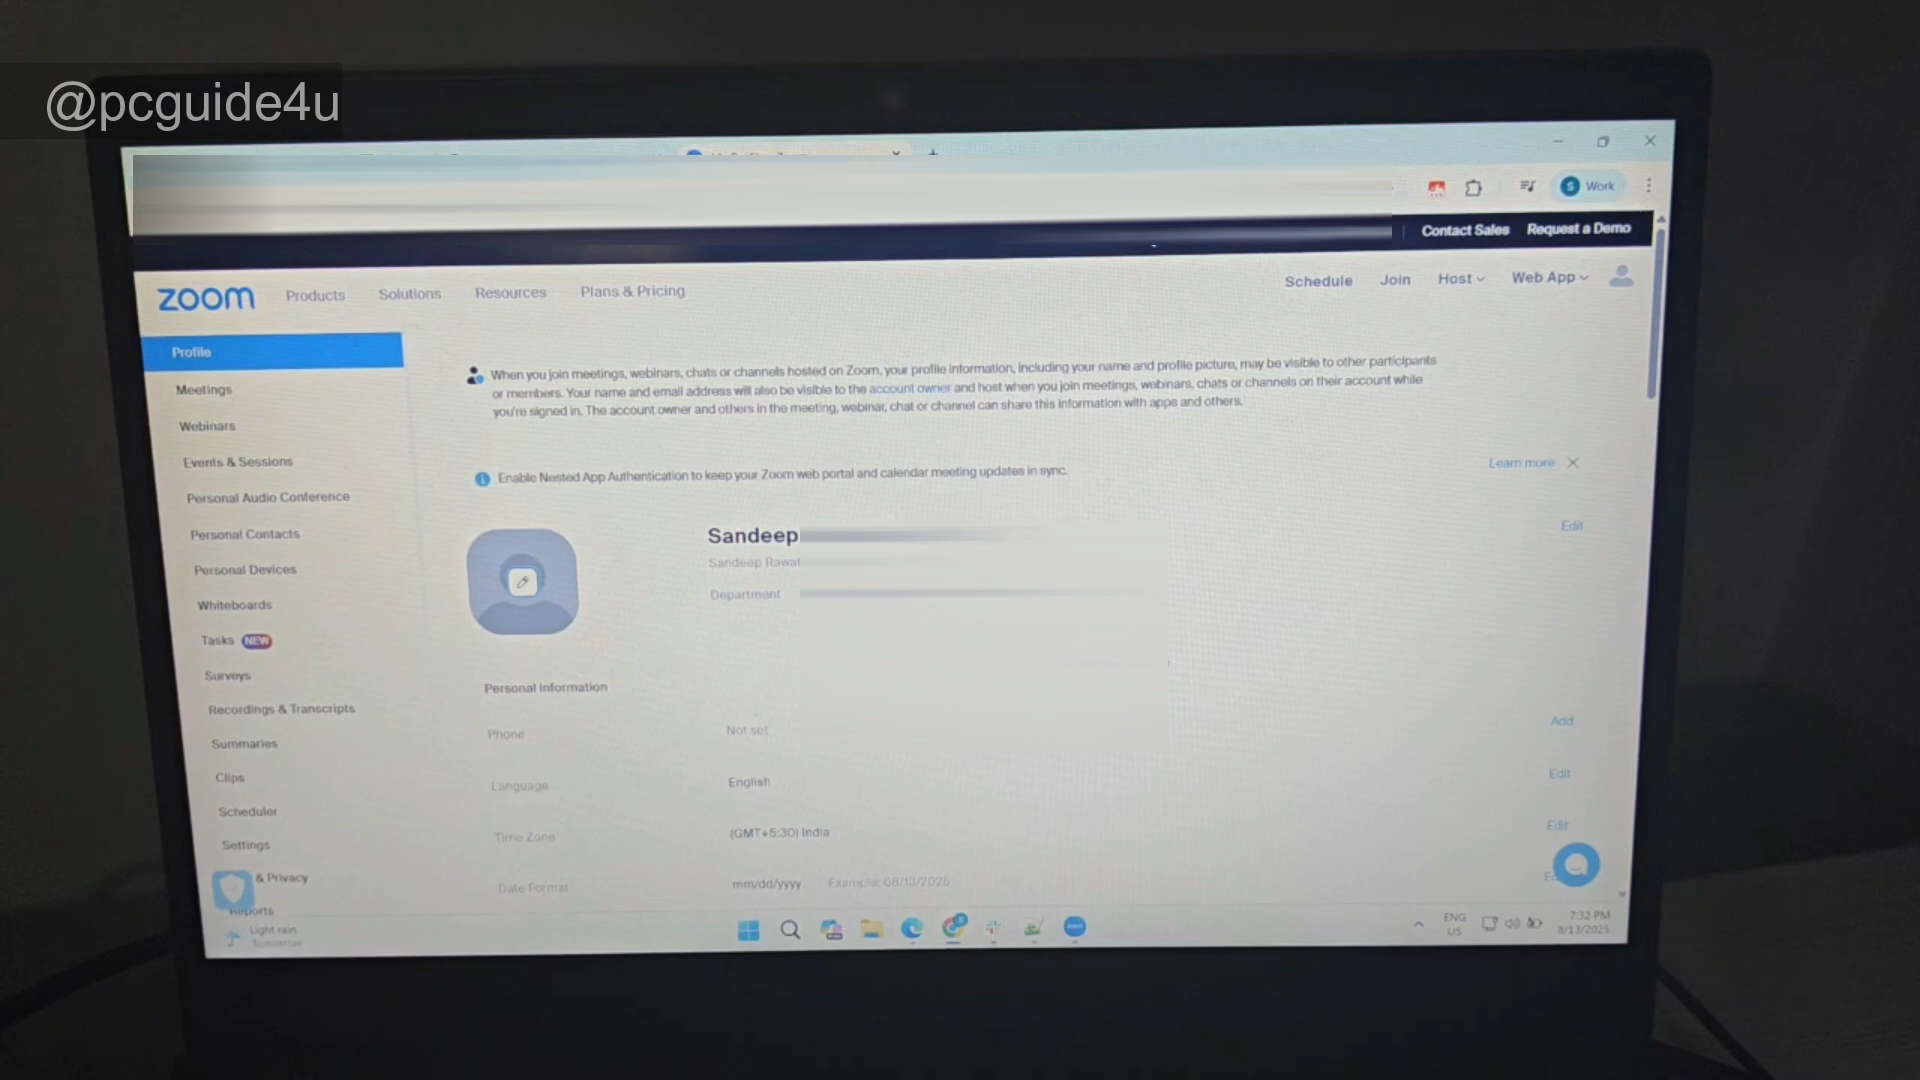 @pcguide4u
Work
Contact Sales Request a Demo
zoom Products Solutions Resources Plans & Pricing Schedule Join Host Web App
Profile
Meetings
Webinars
Events & Sessions
Personal Audio Conference
Personal Contacts
Personal Devices
Whiteboards
Tasks NEW
Surveys
Recordings & Transcripts
Summaries
Clips
Scheduler
Settings
& Privacy
Reports
When you join meetings, webinars, chats or channels hosted on Zoom, your profile information, including your name and profile picture, may be visible to other participants
or members. Your name and email address will also be visible to the account owner and host when you join meetings, webinars, chats or channels on their account while
you're signed in. The account owner and others in the meeting, webinar, chat or channel can share this information with apps and others.
Enable Nested App Authentication to keep your Zoom web portal and calendar meeting updates in sync. Learn more
Sandeep Edit
Sandeep Rawat
Department
Personal Information
Phone Not set Add
Language English Edit
Time Zone (GMT+5:30) India Edit
Date Format mm/dd/yyyy Example: 08/13/2025
Light rain
Tomorrow
ENG
US
7:32 PM
8/13/2025